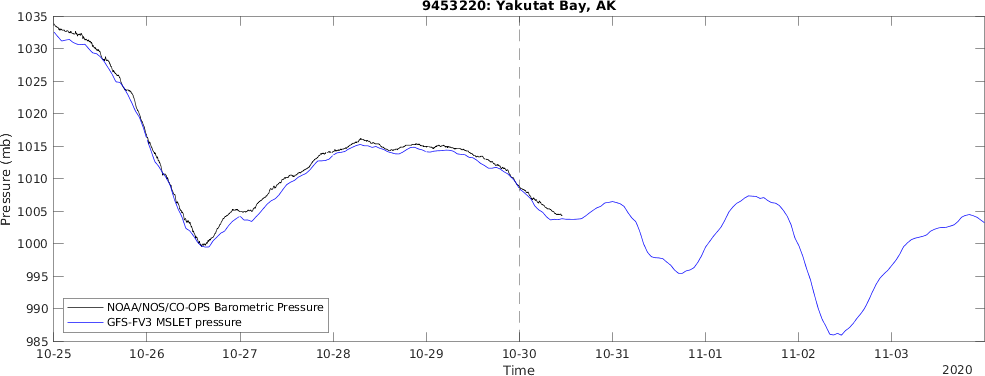 9453220: Yakutat Bay, AK
1035
1030
1025
1020
1015
1010
1005
1000
995
990
985
Pressure (mb)
NOAA/NOS/CO-OPS Barometric Pressure
GFS-FV3 MSLET pressure
10-25 10-26 10-27 10-28 10-29 10-30 10-31 11-01 11-02 11-03
Time
2020